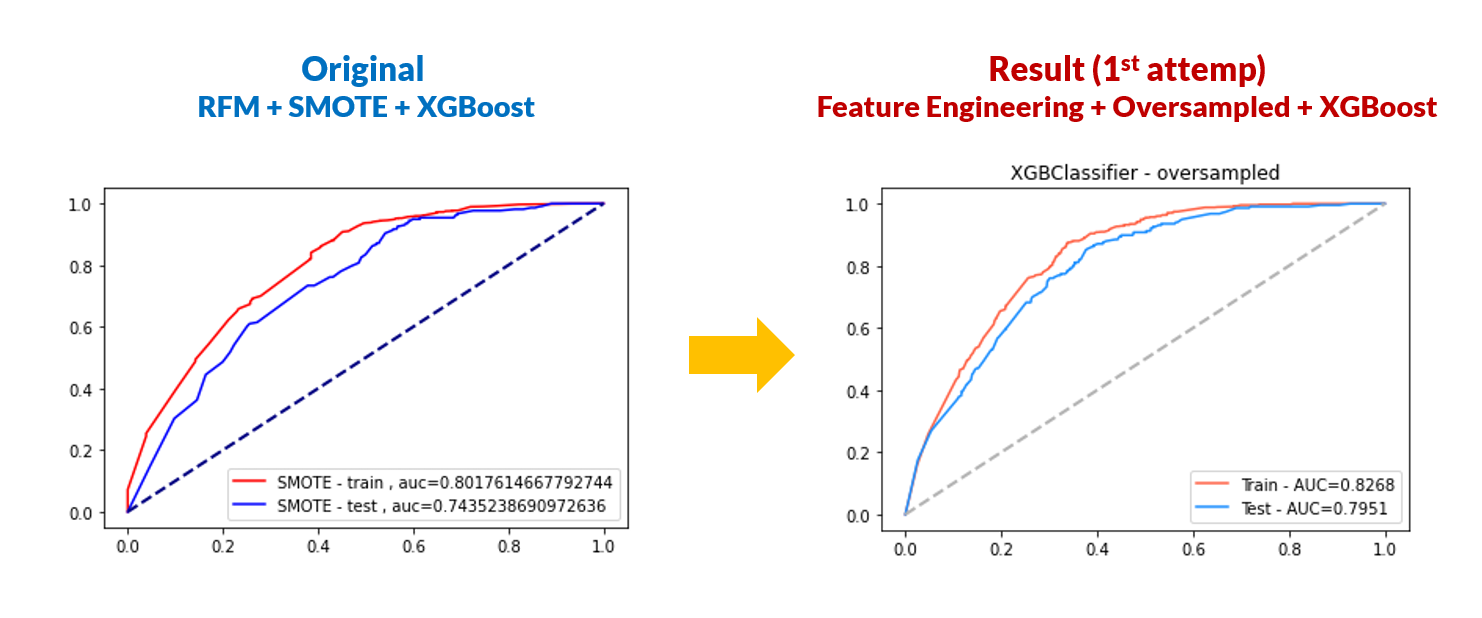 Original
RFM + SMOTE + XGBoost
1.0
0.8
0.6
0.4
0.2
0.0
0.0 0.2 0.4 0.6 0.8 1.0
SMOTE - train , auc=0.8017614667792744
SMOTE - test , auc=0.7435238690972636
Result (1st attemp)
Feature Engineering + Oversampled + XGBoost
XGBClassifier - oversampled
1.0
0.8
0.6
0.4
0.2
0.0
0.0 0.2 0.4 0.6 0.8 1.0
Train - AUC=0.8268
Test - AUC=0.7951